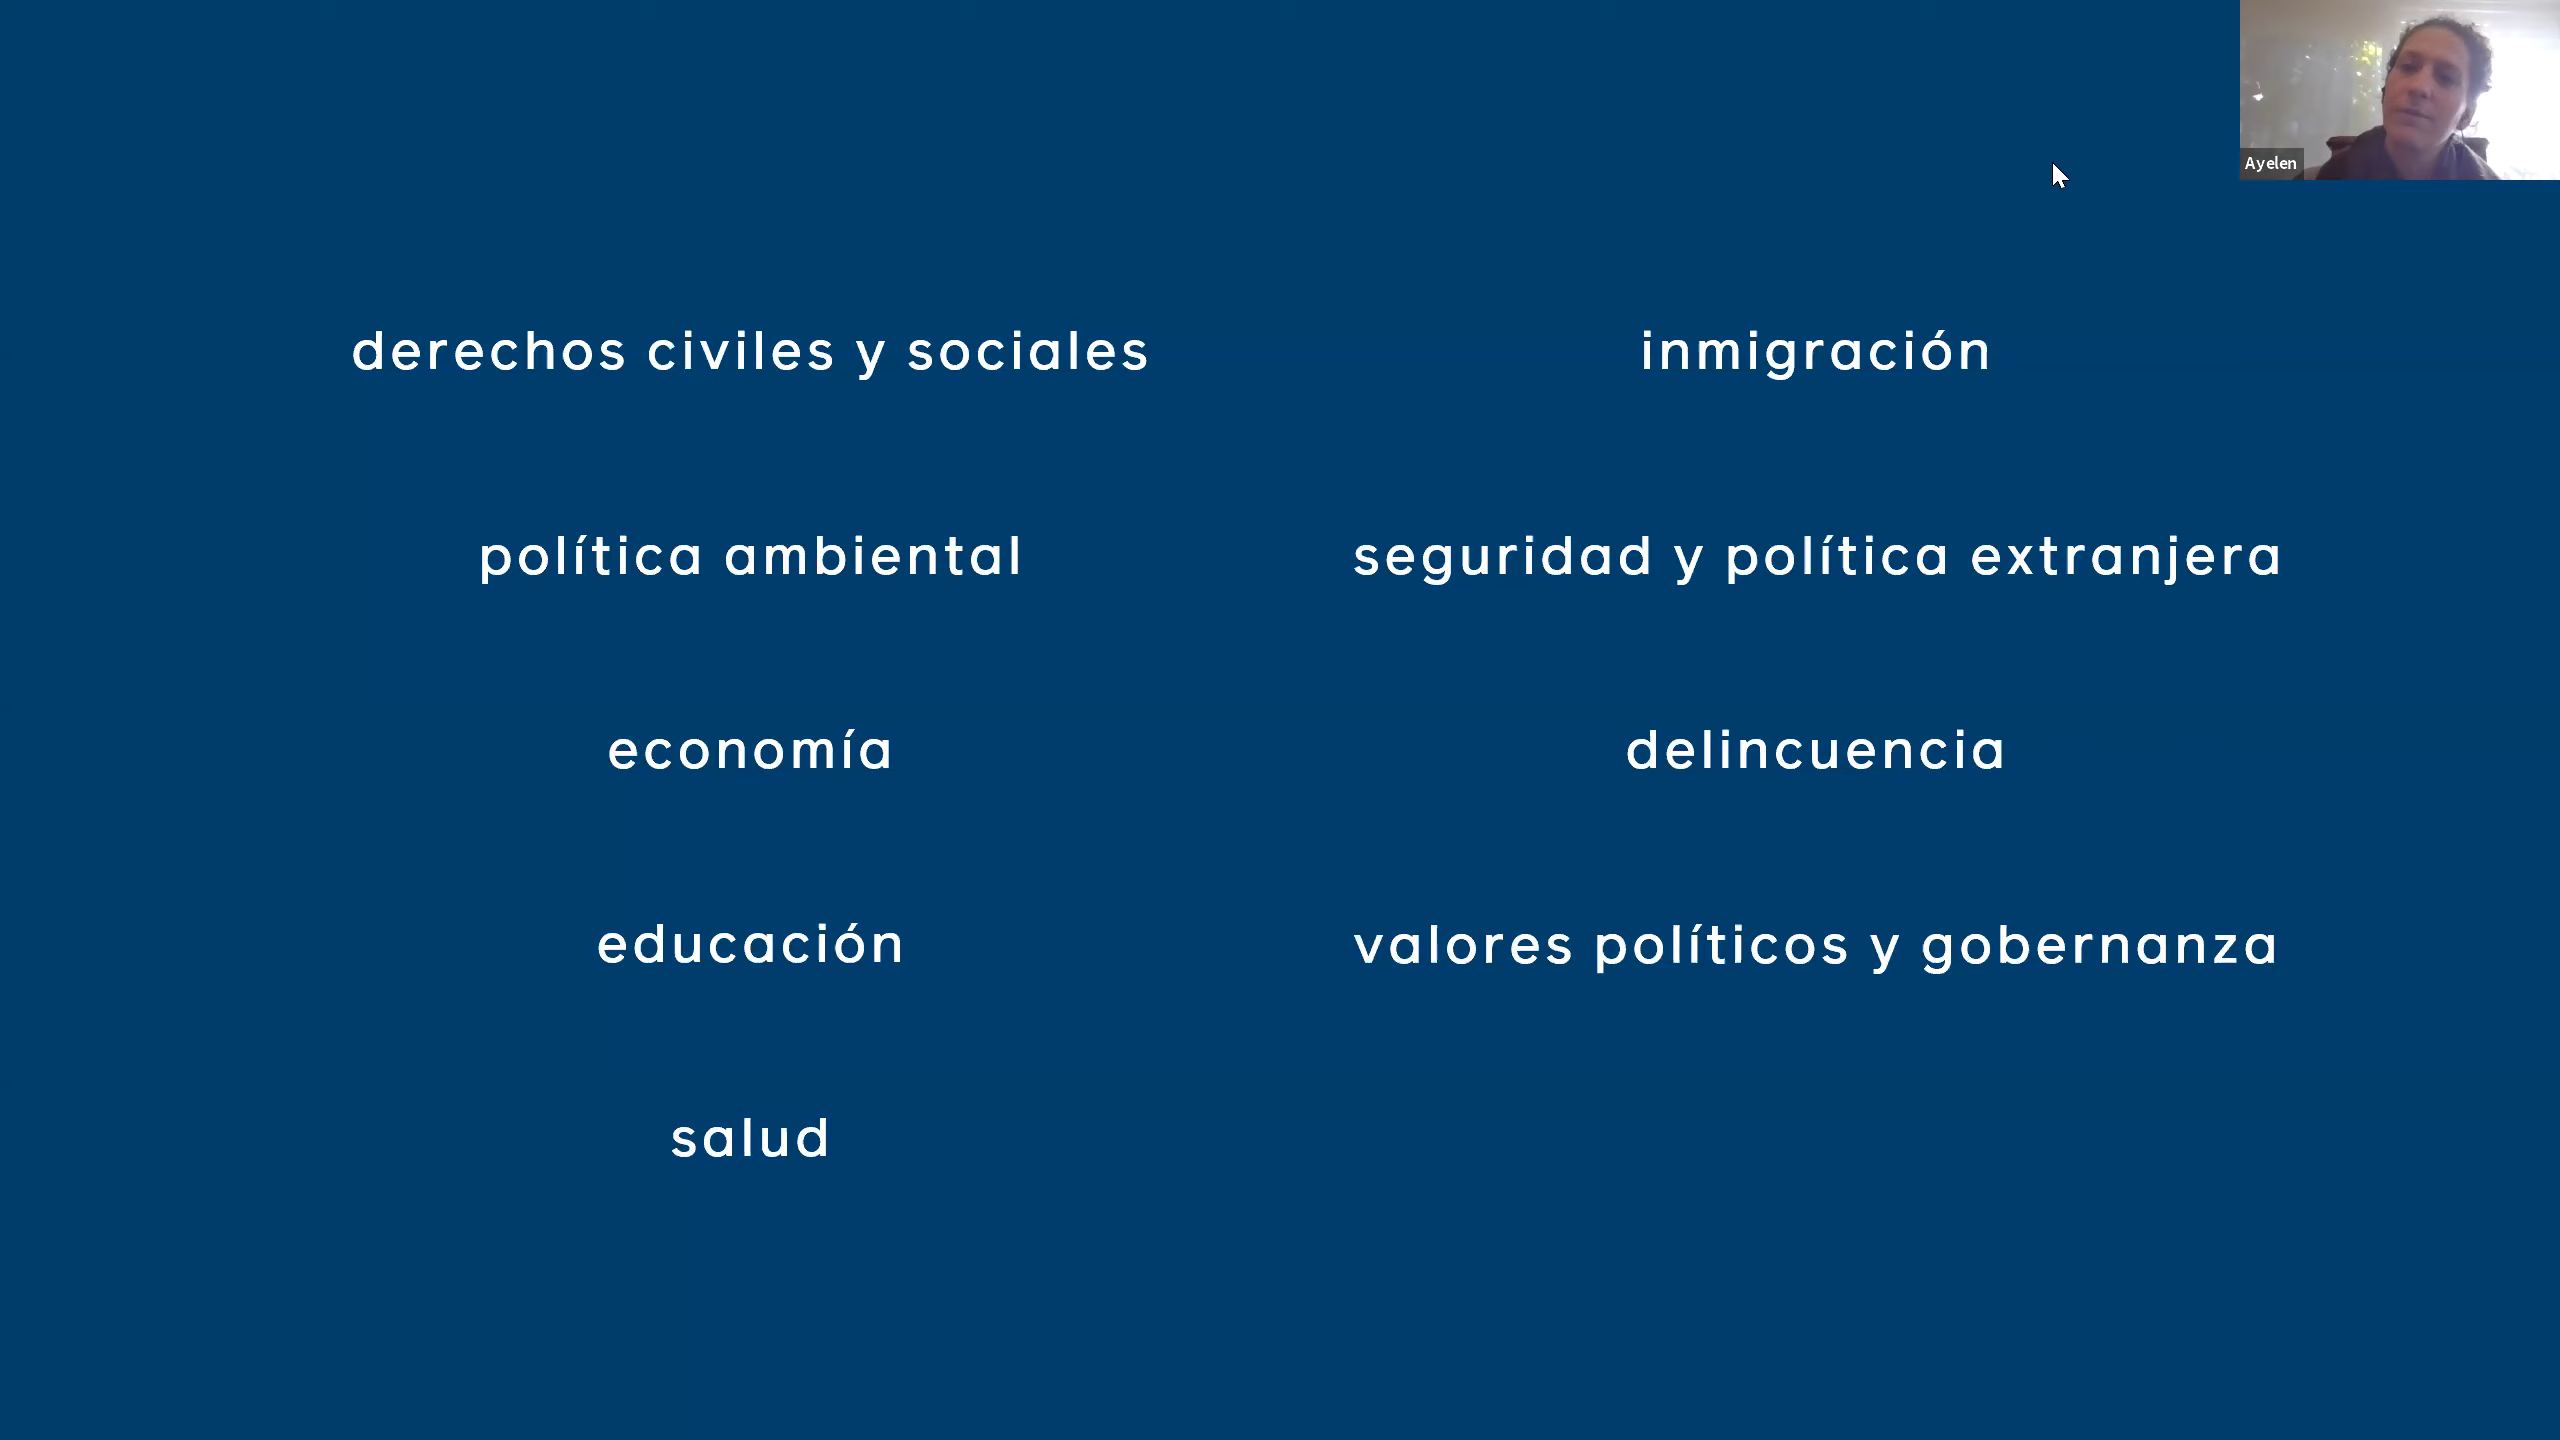 Ayelen
derechos civiles y sociales
inmigración
política ambiental
seguridad y política extranjera
economía
delincuencia
educación
valores políticos y gobernanza
salud